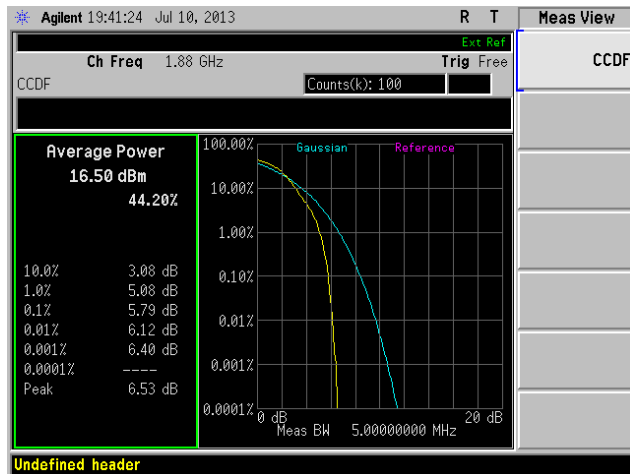 Agilent 19:41:24 Jul 10, 2013 R T
Meas View
Ext Ref
Ch Freq 1.88 GHz Trig Free
CCDF
Counts(k): 100
CCDF
Average Power
16.50 dBm
44.20%
10.0% 3.08 dB
1.0% 5.08 dB
0.1% 5.79 dB
0.01% 6.12 dB
0.001% 6.40 dB
0.0001% ----
Peak 6.53 dB
Gaussian Reference
100.00%
10.00%
1.00%
0.10%
0.01%
0.001%
0.0001%
0 dB 20 dB
Meas BW 5.00000000 MHz
Undefined header